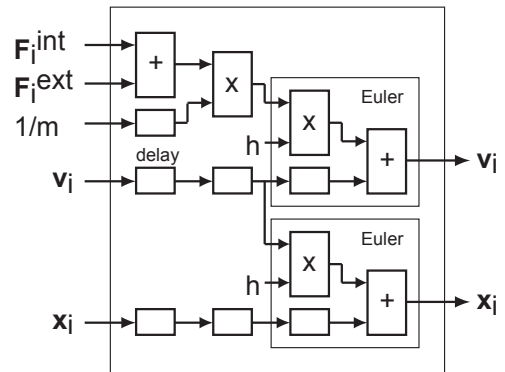 F_i^int
+
F_i^ext
x
Euler
1/m
x
delay
h
+
v_i
v_i
Euler
x
h
+
x_i
x_i